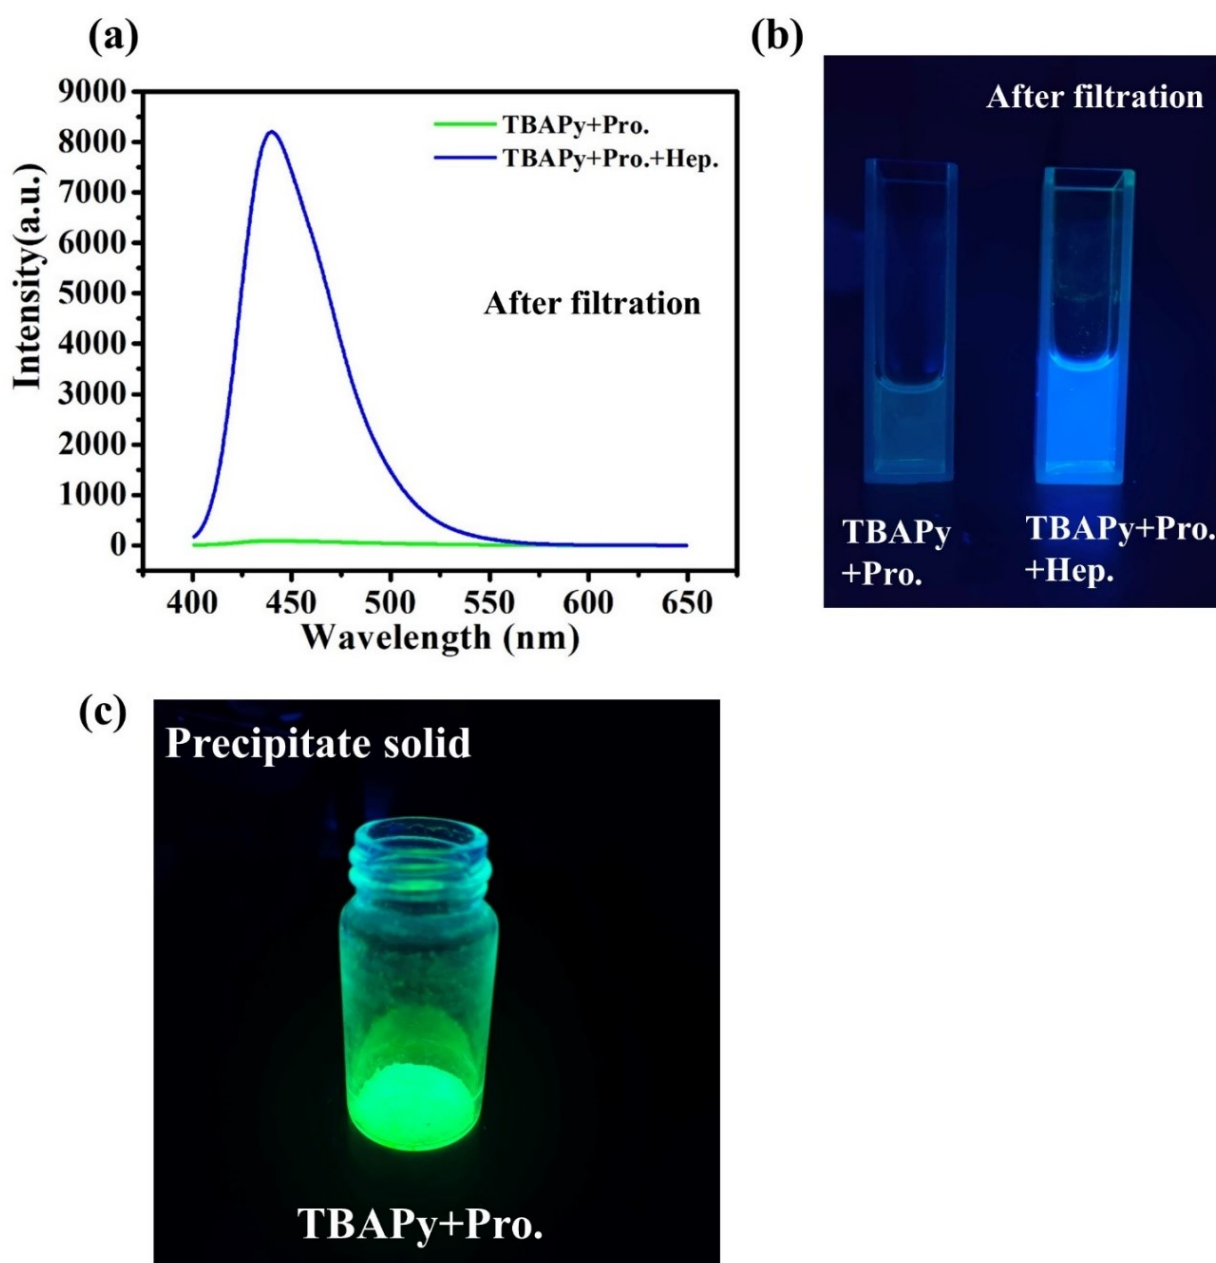 (a)
9000
8000
7000
6000
5000
4000
3000
2000
1000
0
Intensity(a.u.)
TBAPy+Pro.
TBAPy+Pro.+Hep.
After filtration
400 450 500 550 600 650
Wavelength (nm)
(b)
After filtration
TBAPy
+Pro.
TBAPy+Pro.
+Hep.
(c)
Precipitate solid
TBAPy+Pro.